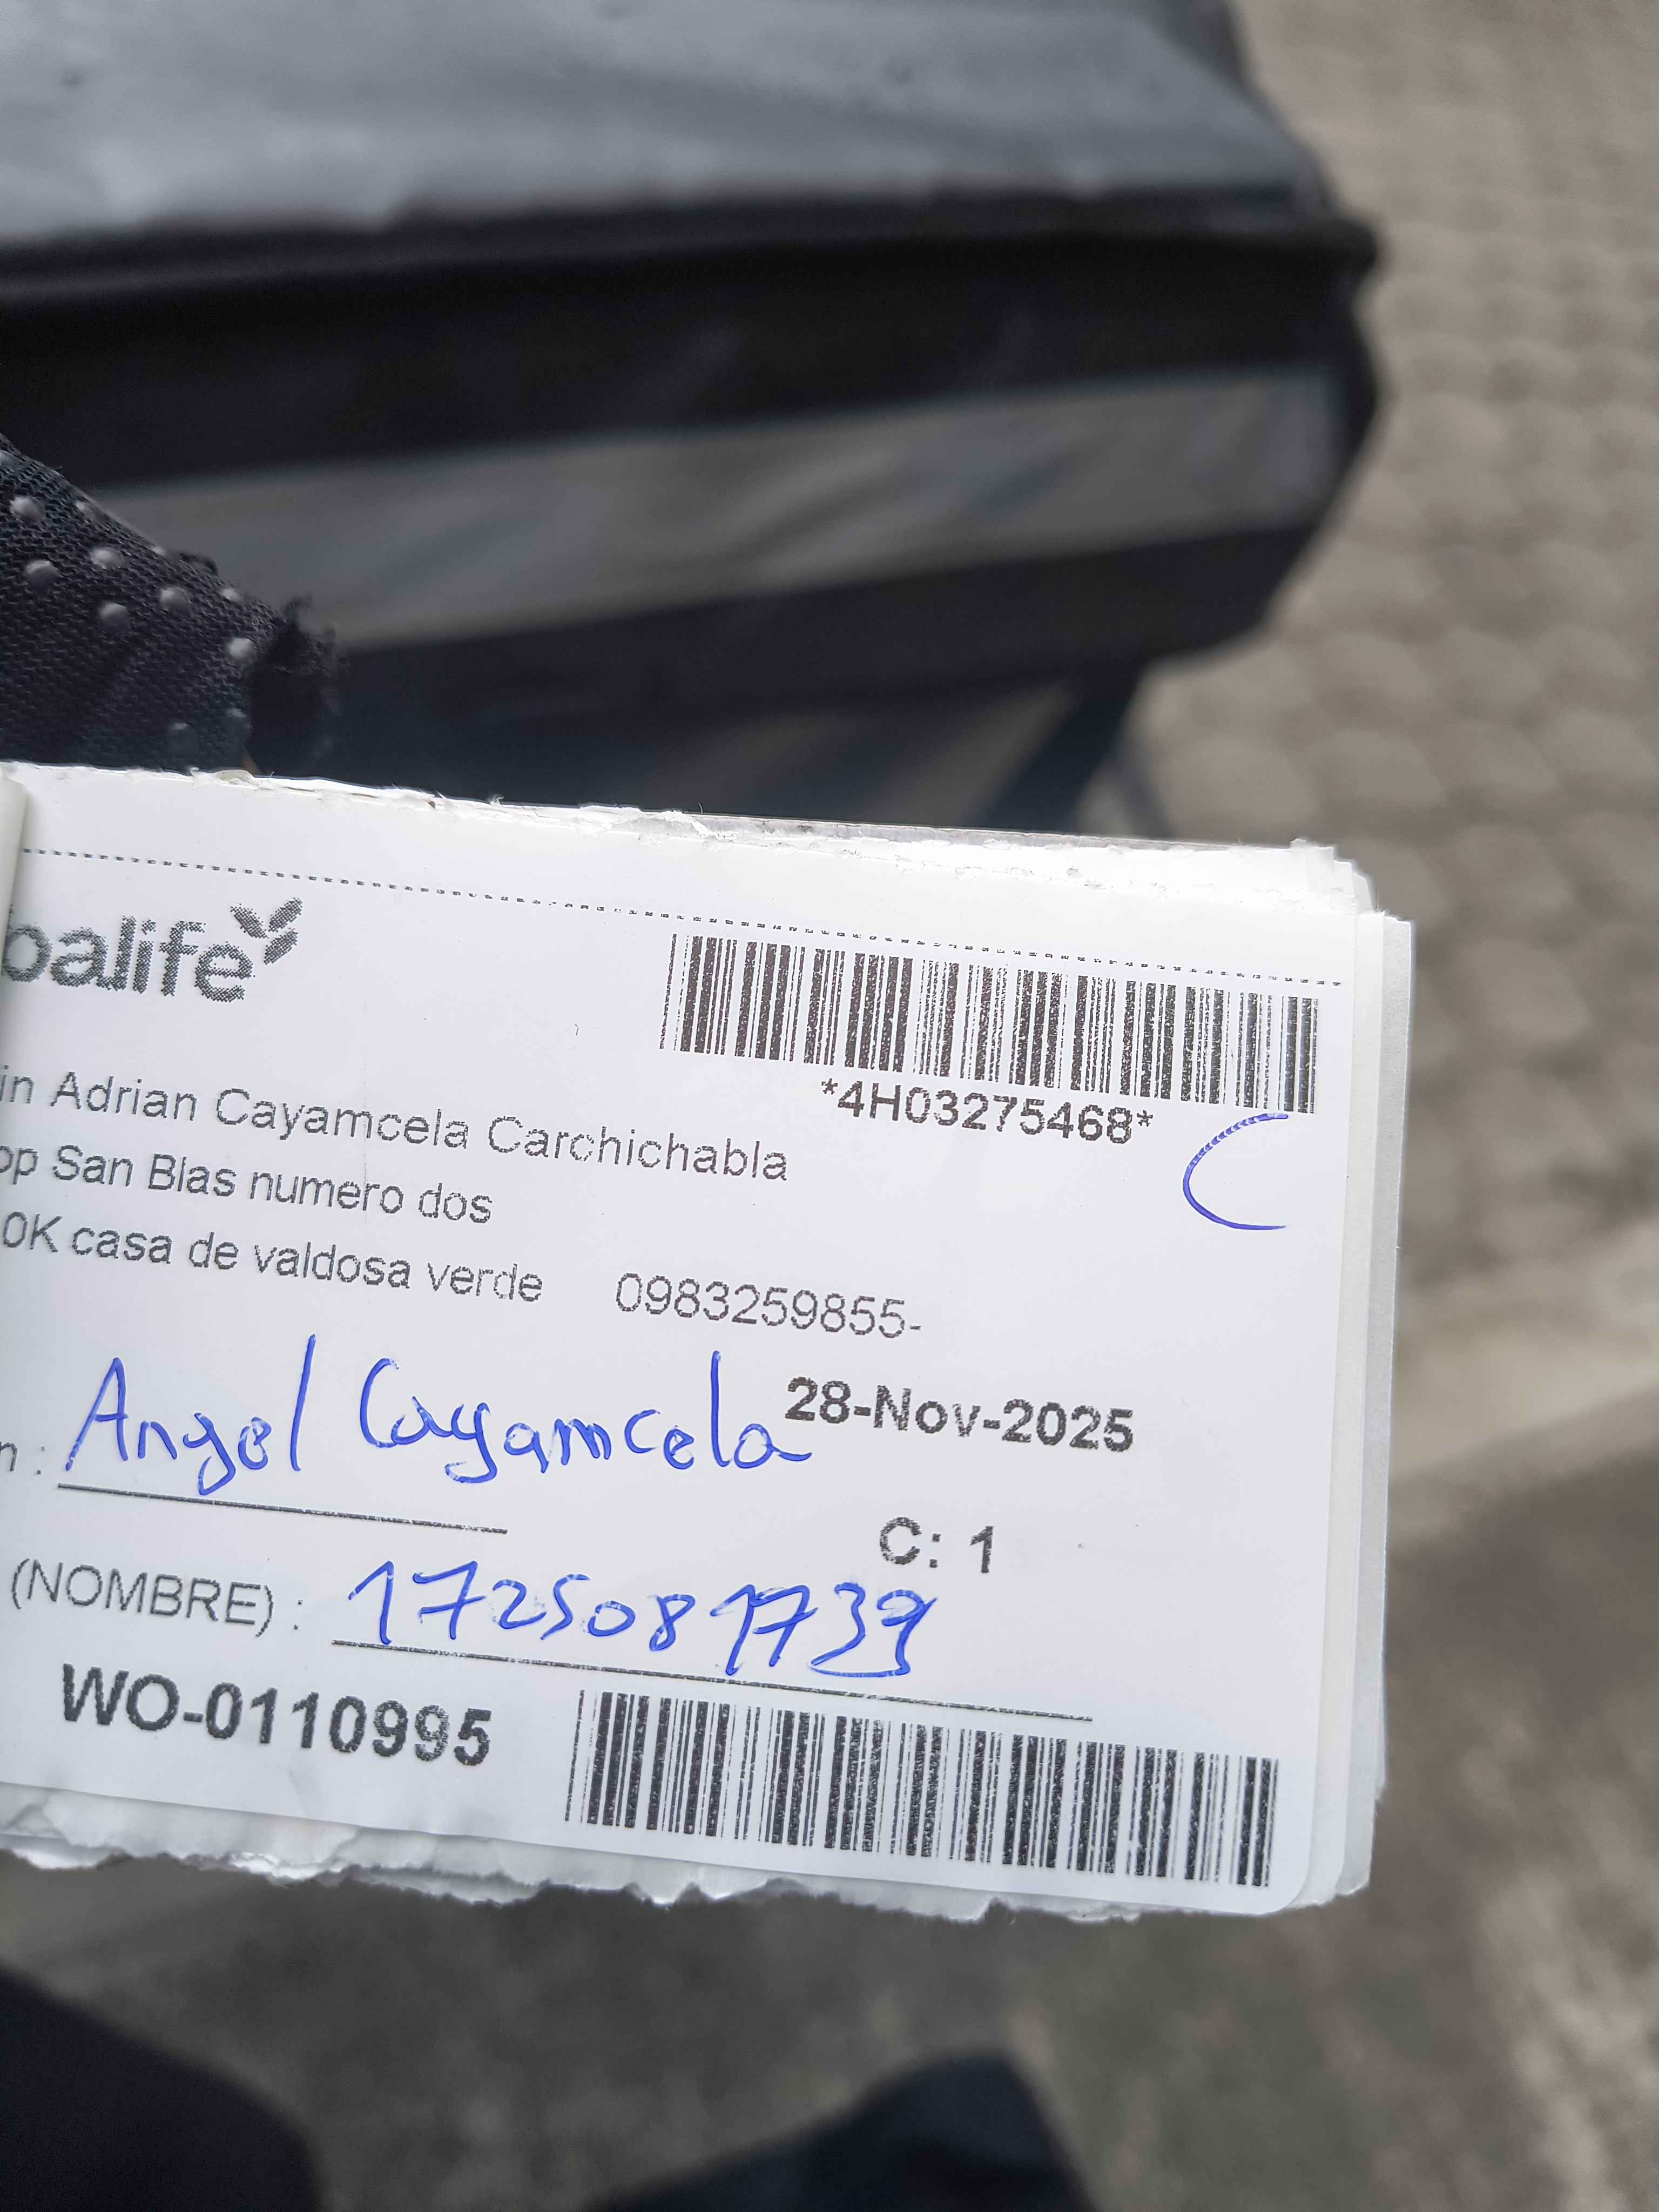 balife
*4H03275468*
in Adrian Cayamcela Carchichabla
op San Blas numero dos
0K casa de valdosa verde 0983259855-
28-Nov-2025
n : Angel Cayamcela
C: 1
(NOMBRE) : 1725081739
WO-0110995
C